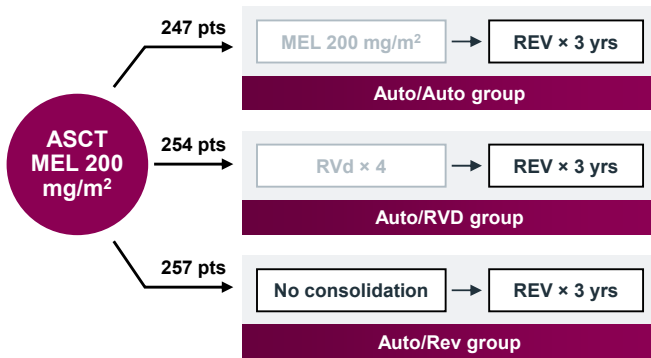 ASCT
MEL 200
mg/m²
247 pts
MEL 200 mg/m²
REV × 3 yrs
Auto/Auto group
254 pts
RVd × 4
REV × 3 yrs
Auto/RVD group
257 pts
No consolidation
REV × 3 yrs
Auto/Rev group